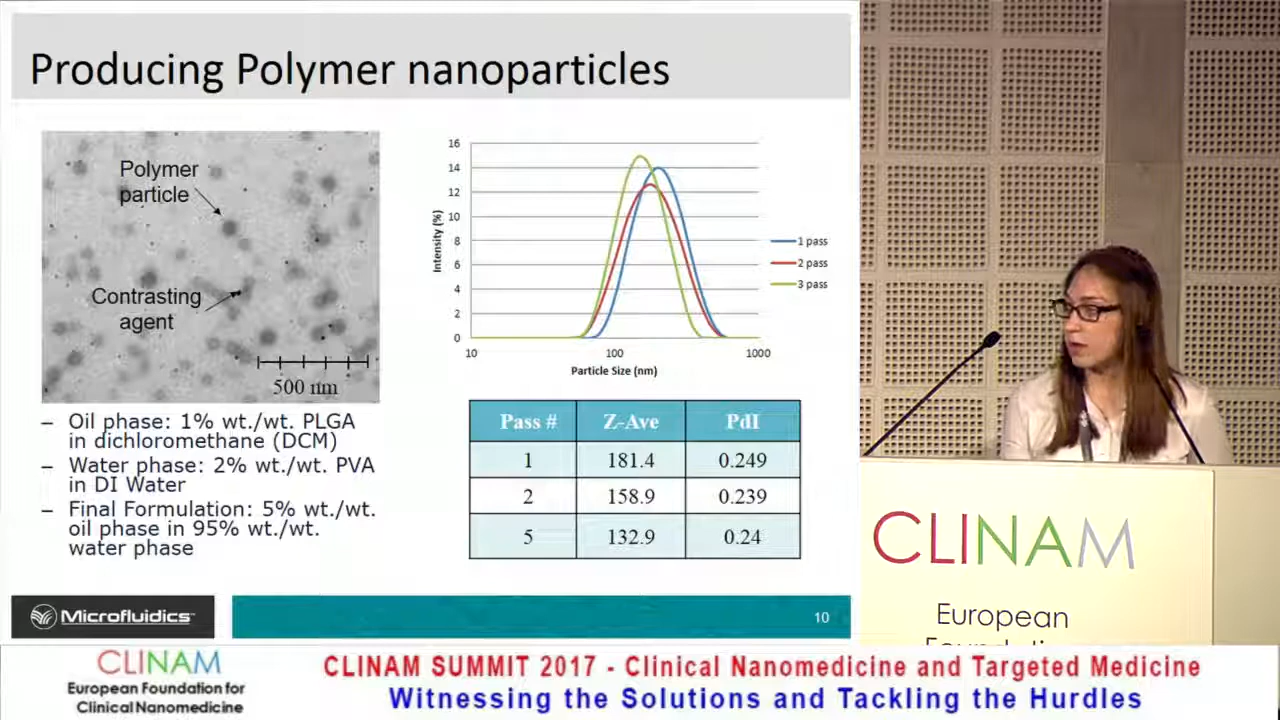 Producing Polymer nanoparticles
Polymer
particle
Contrasting
agent
500 nm
– Oil phase: 1% wt./wt. PLGA
in dichloromethane (DCM)
– Water phase: 2% wt./wt. PVA
in DI Water
– Final Formulation: 5% wt./wt.
oil phase in 95% wt./wt.
water phase
16
14
12
10
8
6
4
2
0
Intensity (%)
10 100 1000
Particle Size (nm)
1 pass
2 pass
3 pass
Pass # Z-Ave PdI
1 181.4 0.249
2 158.9 0.239
5 132.9 0.24
Microfluidics
10
CLINAM
European
CLINAM
European Foundation for
Clinical Nanomedicine
CLINAM SUMMIT 2017 - Clinical Nanomedicine and Targeted Medicine
Witnessing the Solutions and Tackling the Hurdles